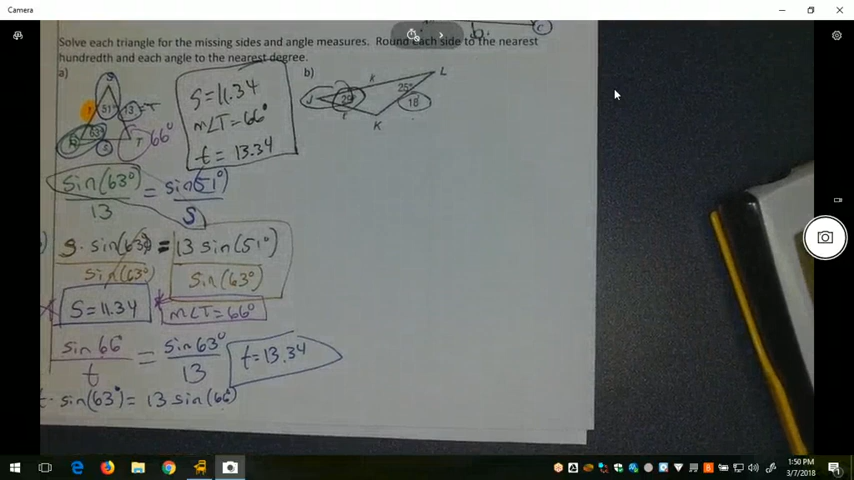 Camera
Solve each triangle for the missing sides and angle measures. Round each side to the nearest
hundredth and each angle to the nearest degree.
a)
S
51°
13 = r
63°
R
s
T 66°
S = 11.34
m∠T = 66°
t = 13.34
b)
k
L
25°
J
29°
18
K
sin(63°) = sin(51°)
13 S
S · sin(63°) = 13 sin(51°)
sin(63°) sin(63°)
S = 11.34
m∠T = 66°
sin 66 = sin 63°
t 13
t = 13.34
t · sin(63°) = 13 sin(66°)
1:50 PM
3/7/2018